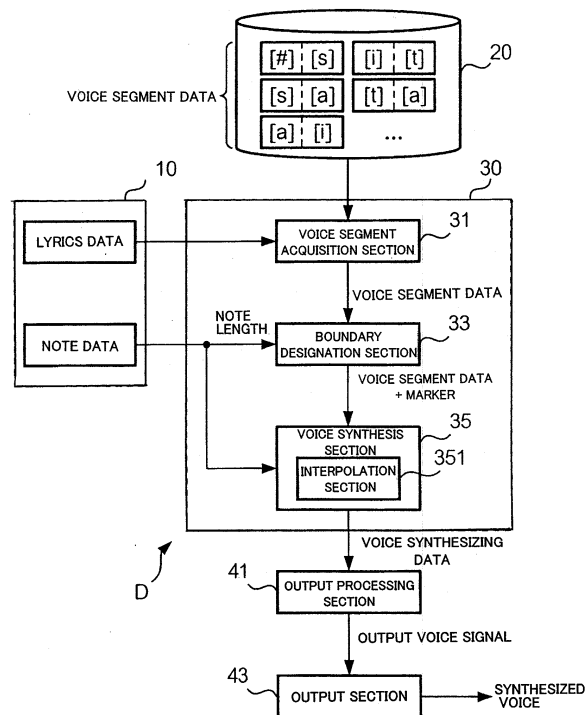 [#] [s] [i] [t]
20
VOICE SEGMENT DATA
[s] [a] [t] [a]
[a] [i] ...
10
30
LYRICS DATA
VOICE SEGMENT
ACQUISITION SECTION
31
VOICE SEGMENT DATA
NOTE
LENGTH
NOTE DATA
BOUNDARY
DESIGNATION SECTION
33
VOICE SEGMENT DATA
+ MARKER
VOICE SYNTHESIS
SECTION
35
INTERPOLATION
SECTION
351
VOICE SYNTHESIZING
DATA
D
41
OUTPUT PROCESSING
SECTION
OUTPUT VOICE SIGNAL
43
OUTPUT SECTION
SYNTHESIZED
VOICE